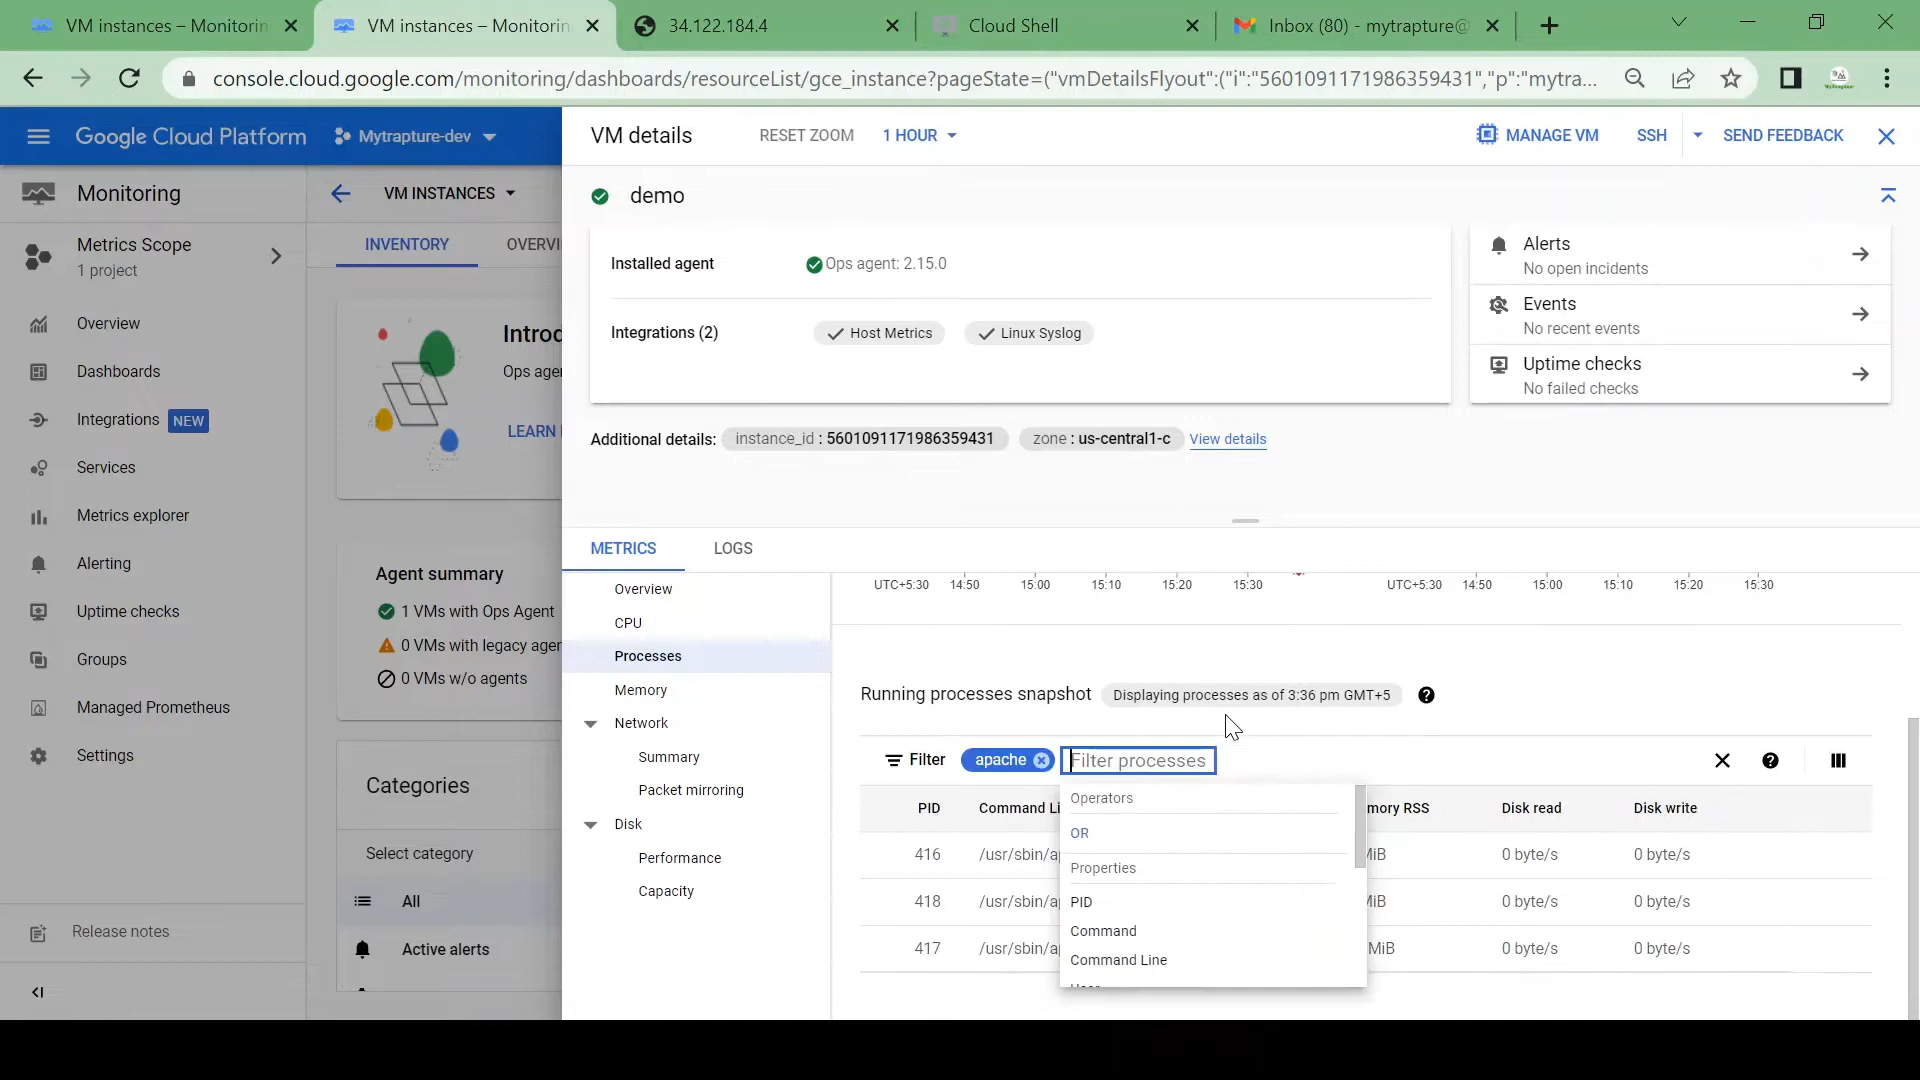 VM instances – Monitorin
VM instances – Monitorin
34.122.184.4
Cloud Shell
Inbox (80) - mytrapture@
console.cloud.google.com/monitoring/dashboards/resourceList/gce_instance?pageState=("vmDetailsFlyout":("i":"5601091171986359431","p":"mytra...
Google Cloud Platform
Mytrapture-dev
VM details
RESET ZOOM
1 HOUR
MANAGE VM
SSH
SEND FEEDBACK
Monitoring
VM INSTANCES
demo
Metrics Scope
1 project
INVENTORY
OVERVI
Installed agent
Ops agent: 2.15.0
Integrations (2)
Host Metrics
Linux Syslog
Alerts
No open incidents
Events
No recent events
Uptime checks
No failed checks
Additional details:
instance_id : 5601091171986359431
zone : us-central1-c
View details
Overview
Dashboards
Integrations NEW
Services
Metrics explorer
Alerting
Uptime checks
Groups
Managed Prometheus
Settings
Release notes
Introd
Ops agen
LEARN
Agent summary
1 VMs with Ops Agent
0 VMs with legacy agen
0 VMs w/o agents
Categories
Select category
All
Active alerts
METRICS
LOGS
Overview
CPU
Processes
Memory
Network
Summary
Packet mirroring
Disk
Performance
Capacity
UTC+5:30 14:50 15:00 15:10 15:20 15:30
UTC+5:30 14:50 15:00 15:10 15:20 15:30
Running processes snapshot
Displaying processes as of 3:36 pm GMT+5
Filter
apache
Filter processes
PID Command Li mory RSS Disk read Disk write
416 /usr/sbin/a MiB 0 byte/s 0 byte/s
418 /usr/sbin/a MiB 0 byte/s 0 byte/s
417 /usr/sbin/a MiB 0 byte/s 0 byte/s
Operators
OR
Properties
PID
Command
Command Line